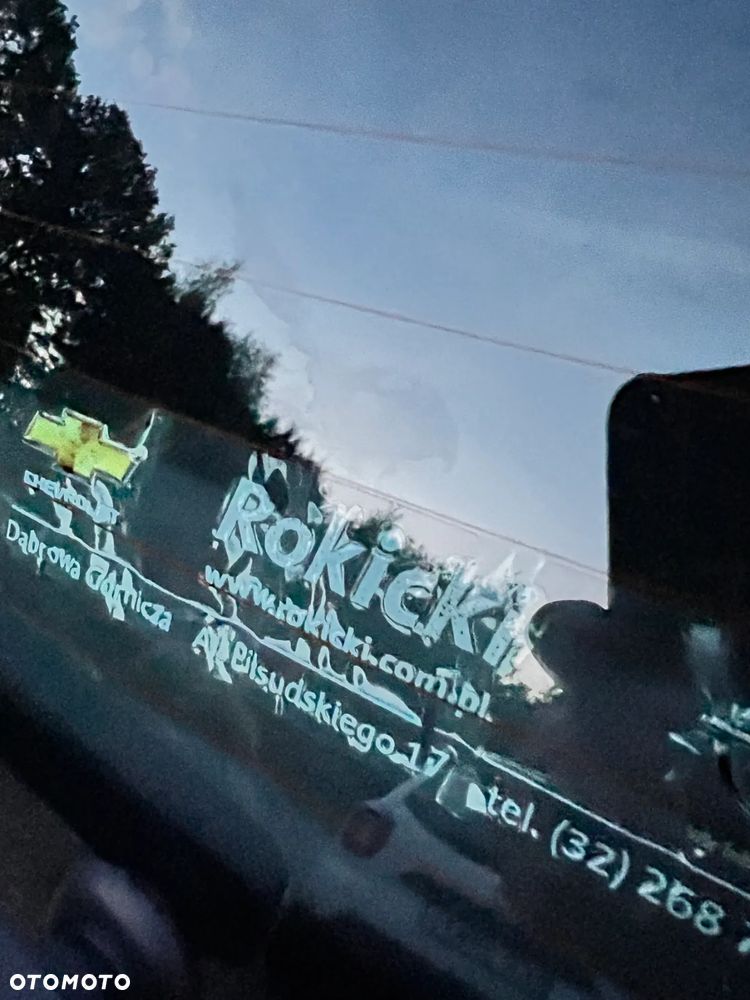 CHEVROLET
Rokicki
www.rokicki.com.pl
Dąbrowa Górnicza
Al. Piłsudskiego 17
tel. (32) 268
OTOMOTO